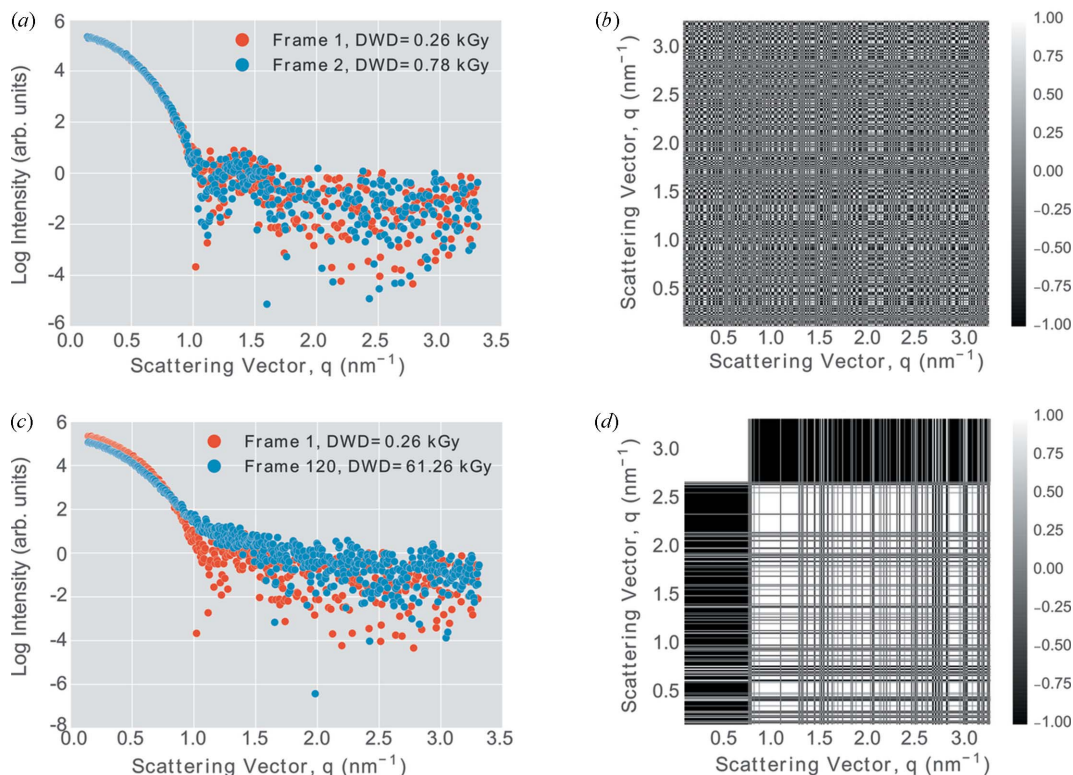 (a)
Log Intensity (arb. units)
6
4
2
0
-2
-4
-6
Frame 1, DWD=0.26 kGy
Frame 2, DWD=0.78 kGy
0.0 0.5 1.0 1.5 2.0 2.5 3.0 3.5
Scattering Vector, q (nm⁻¹)
(b)
Scattering Vector, q (nm⁻¹)
3.0
2.5
2.0
1.5
1.0
0.5
0.5 1.0 1.5 2.0 2.5 3.0
Scattering Vector, q (nm⁻¹)
1.00
0.75
0.50
0.25
0.00
−0.25
−0.50
−0.75
−1.00
(c)
Log Intensity (arb. units)
6
4
2
0
-2
-4
-6
-8
Frame 1, DWD=0.26 kGy
Frame 120, DWD=61.26 kGy
0.0 0.5 1.0 1.5 2.0 2.5 3.0 3.5
Scattering Vector, q (nm⁻¹)
(d)
Scattering Vector, q (nm⁻¹)
3.0
2.5
2.0
1.5
1.0
0.5
0.5 1.0 1.5 2.0 2.5 3.0
Scattering Vector, q (nm⁻¹)
1.00
0.75
0.50
0.25
0.00
−0.25
−0.50
−0.75
−1.00